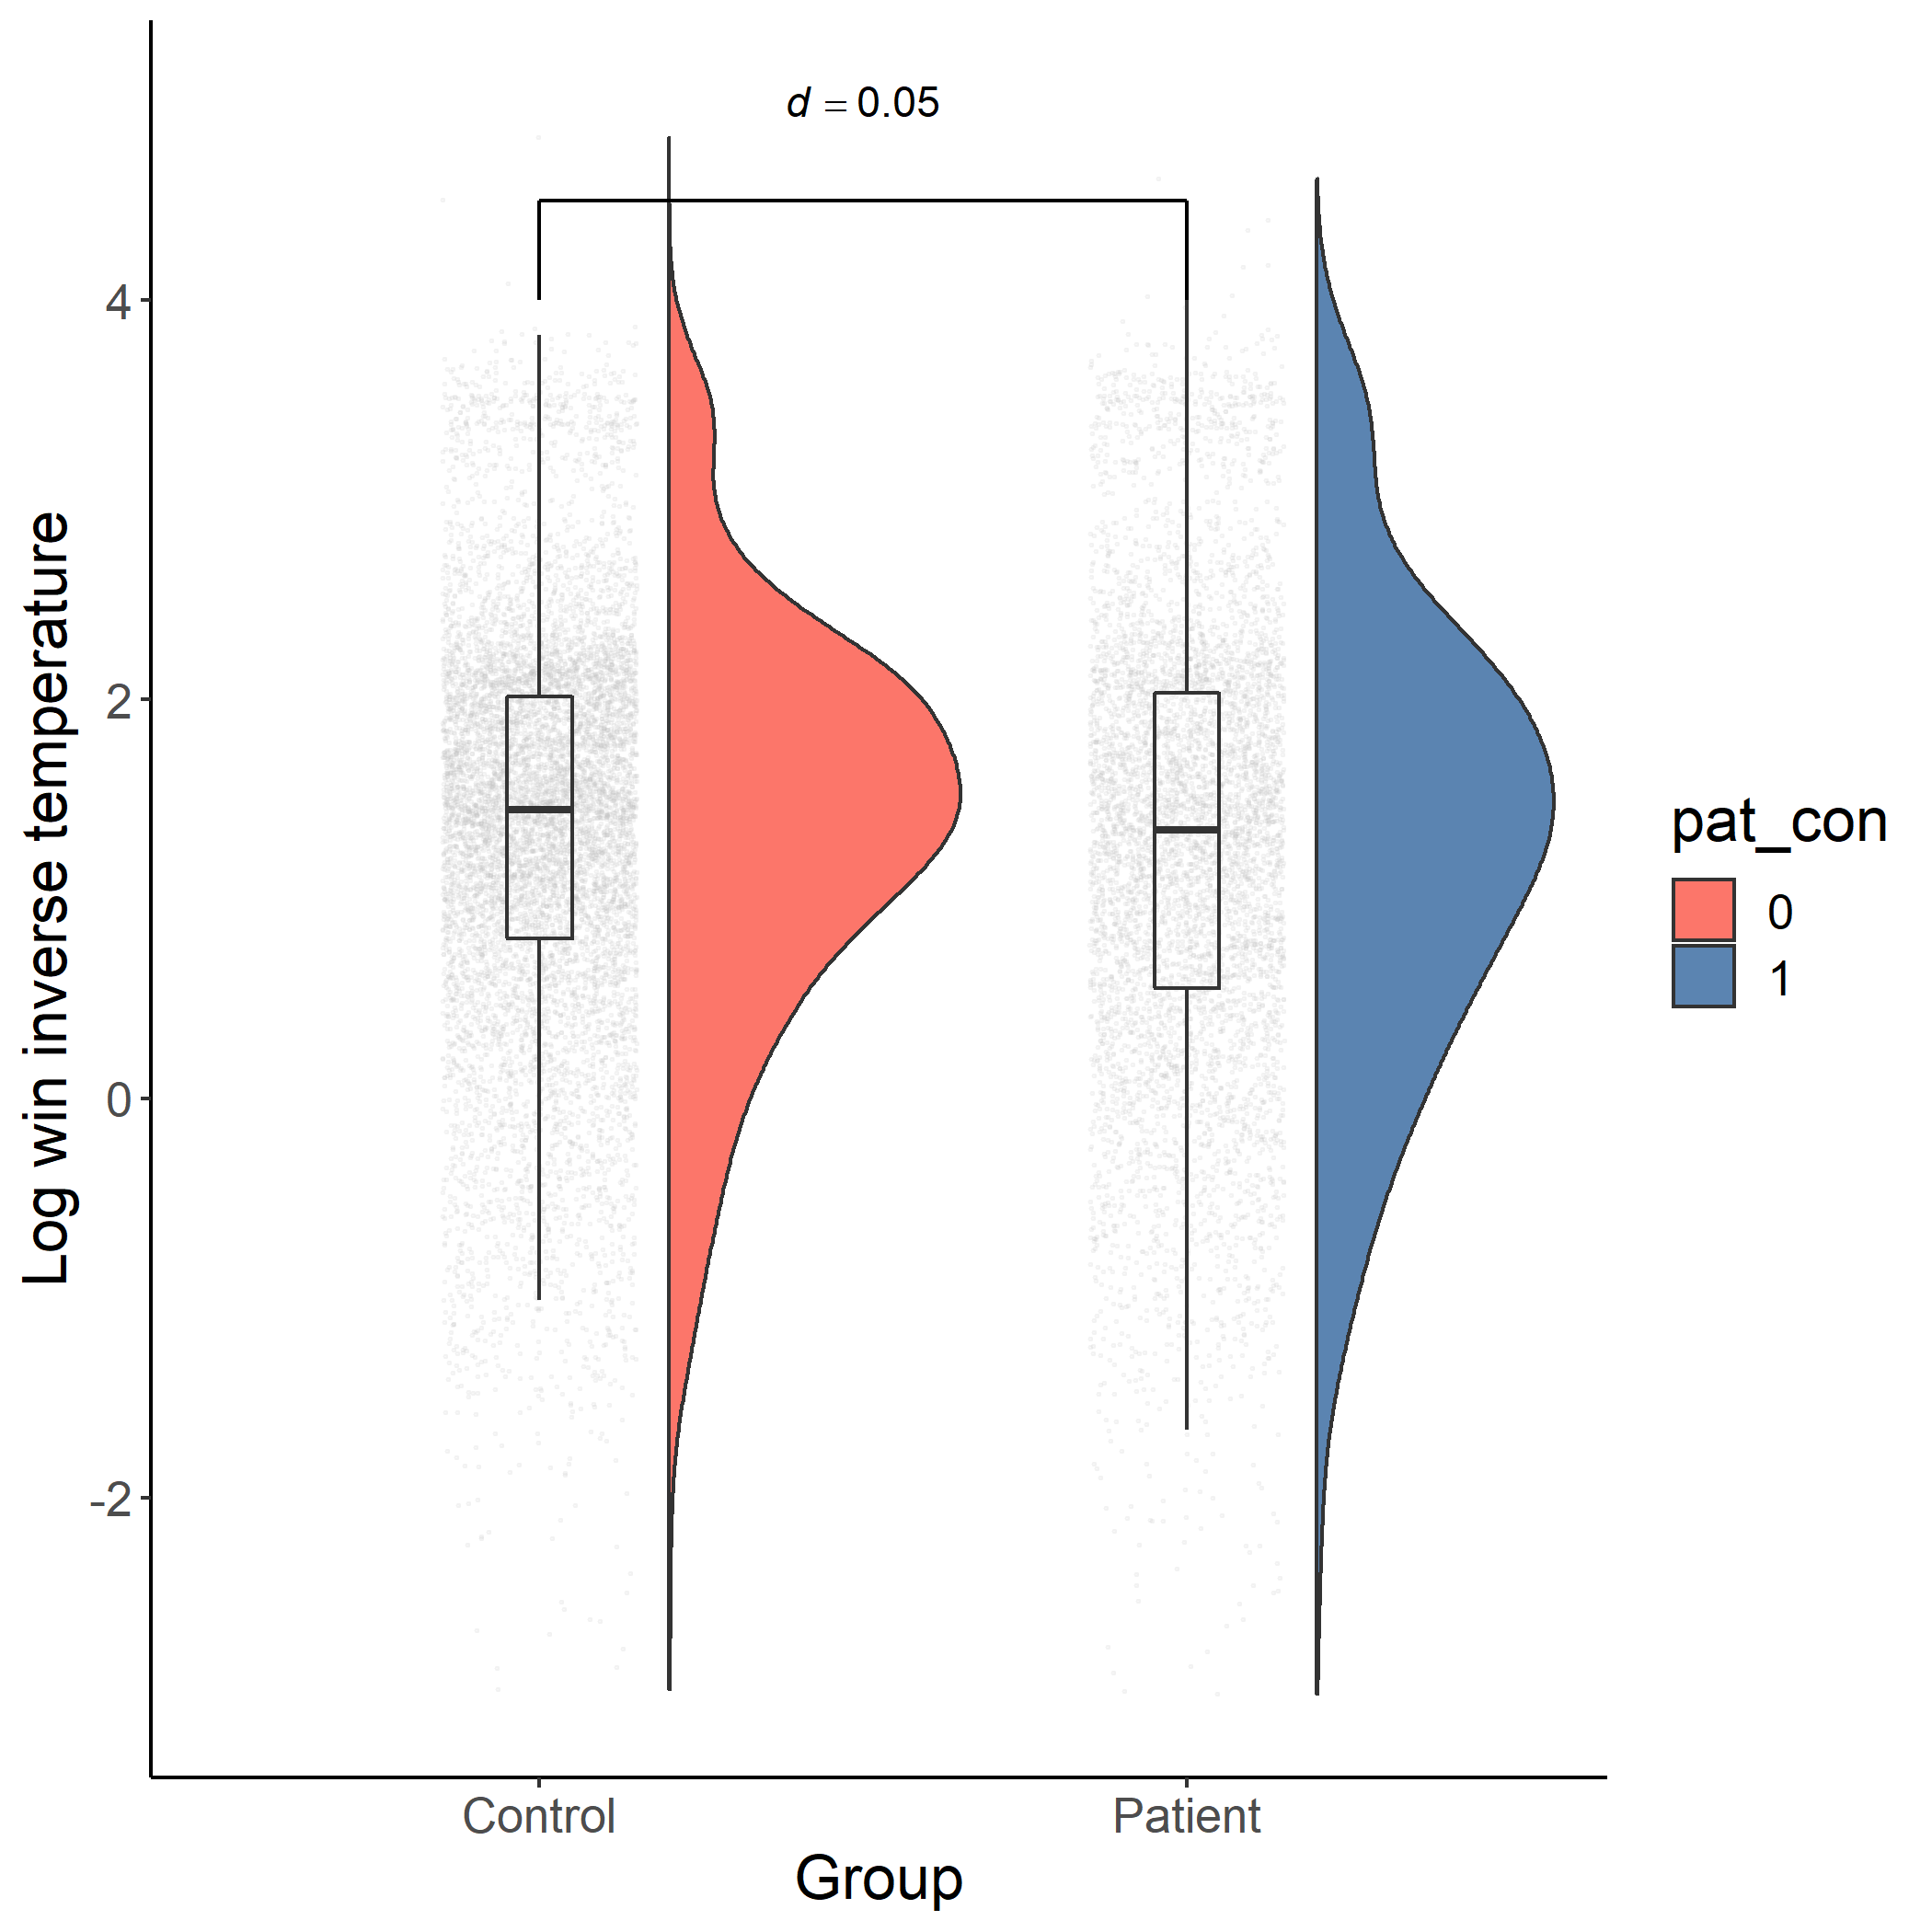 d = 0.05
Log win inverse temperature
4
2
0
-2
Control
Patient
Group
pat_con
0
1